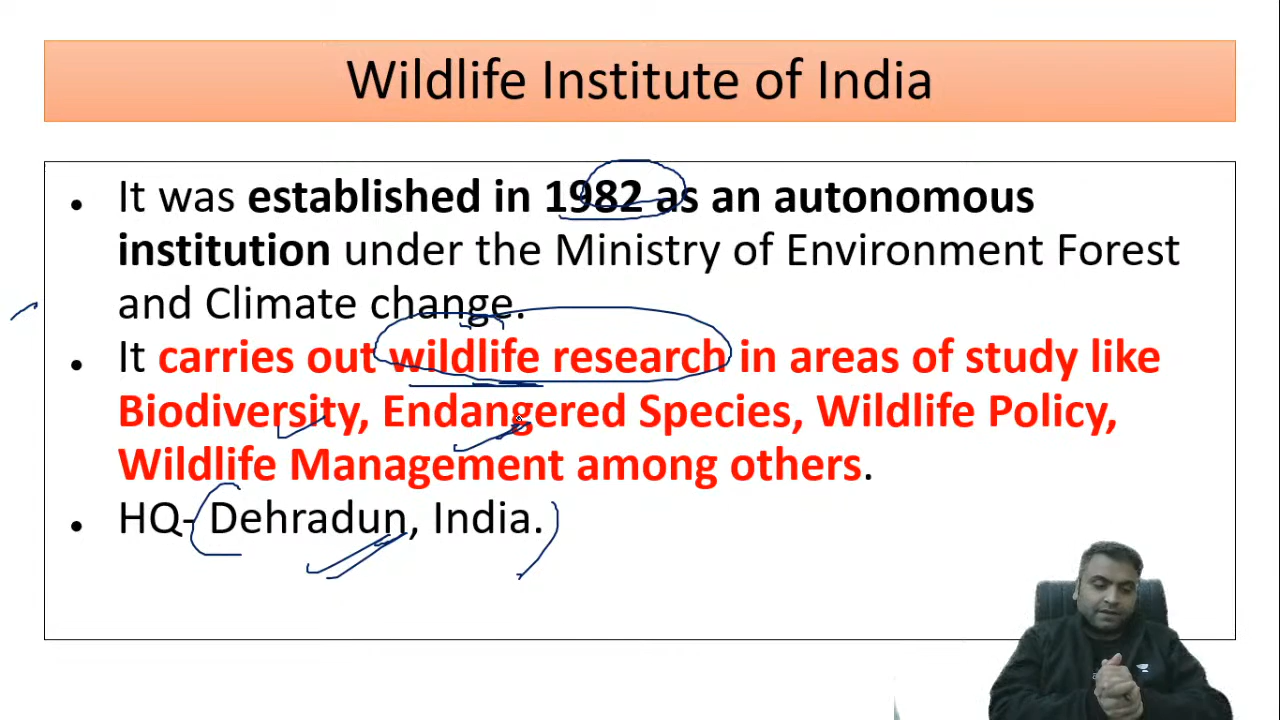 Wildlife Institute of India
• It was established in 1982 as an autonomous
institution under the Ministry of Environment Forest
and Climate change.
• It carries out wildlife research in areas of study like
Biodiversity, Endangered Species, Wildlife Policy,
Wildlife Management among others.
• HQ- Dehradun, India.